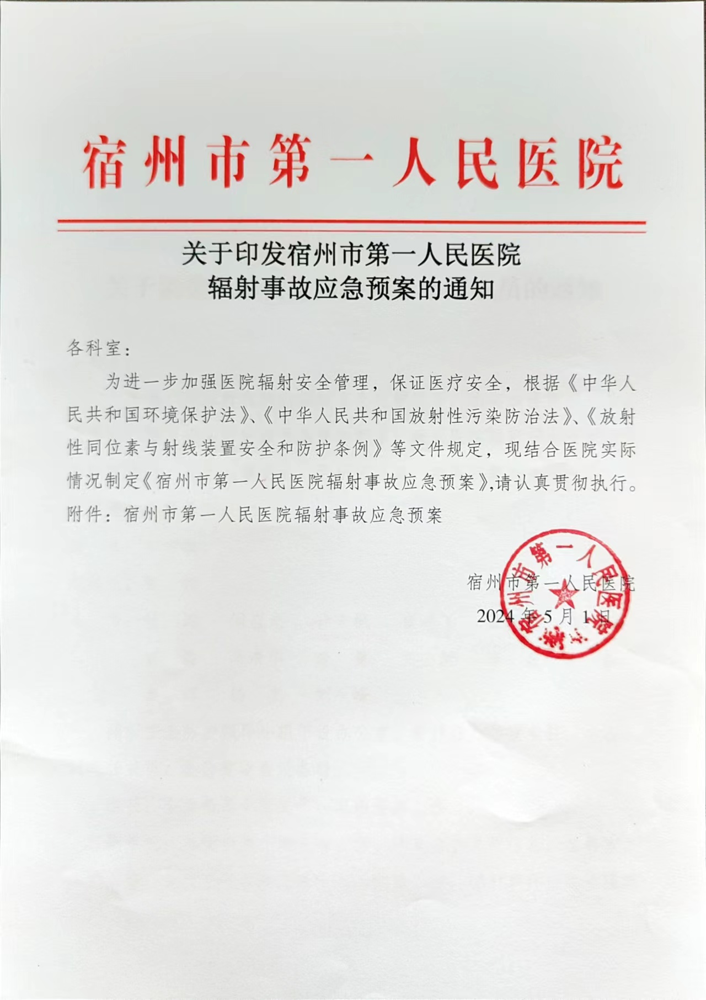 宿州市第一人民医院
关于印发宿州市第一人民医院
辐射事故应急预案的通知
各科室：
为进一步加强医院辐射安全管理，保证医疗安全，根据《中华人
民共和国环境保护法》、《中华人民共和国放射性污染防治法》、《放射
性同位素与射线装置安全和防护条例》等文件规定，现结合医院实际
情况制定《宿州市第一人民医院辐射事故应急预案》,请认真贯彻执行。
附件：宿州市第一人民医院辐射事故应急预案
宿州市第一人民医院
2024 年 5 月 1 日
宿州市第一人民医院